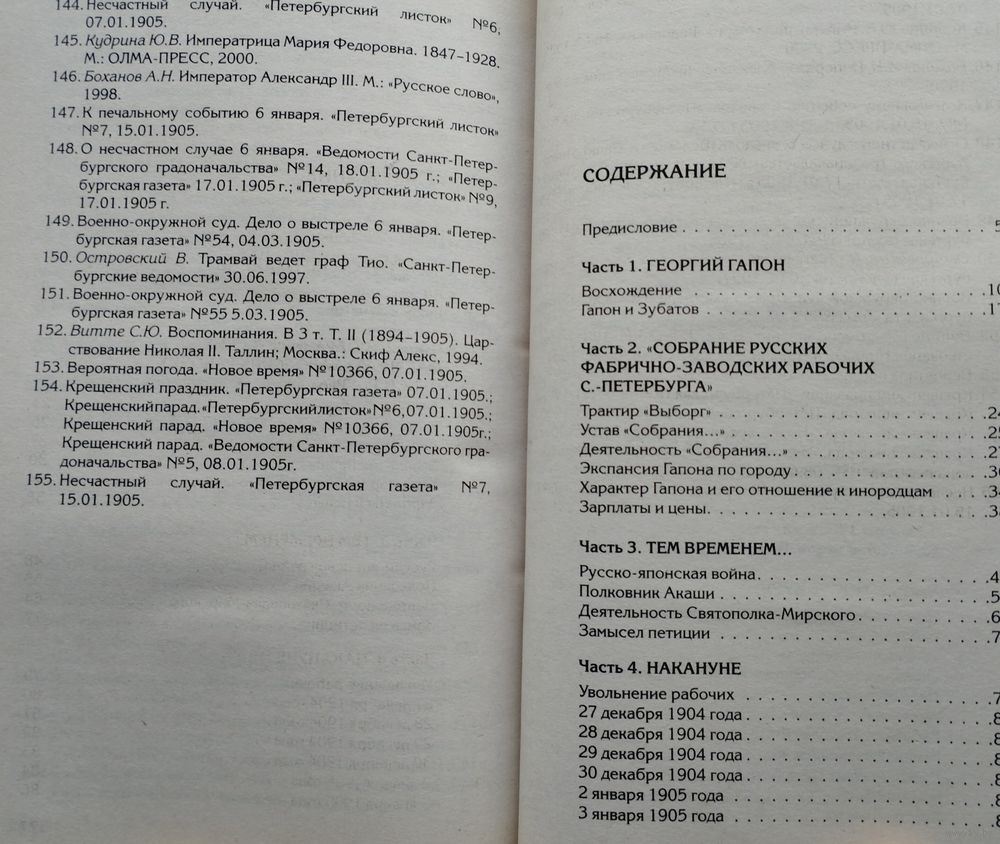 144. Несчастный случай. «Петербургский листок» №6,
07.01.1905.
145. Кудрина Ю.В. Императрица Мария Федоровна. 1847–1928.
М.: ОЛМА-ПРЕСС, 2000.
146. Боханов А.Н. Император Александр III. М.: «Русское слово»,
1998.
147. К печальному событию 6 января. «Петербургский листок»
№7, 15.01.1905.
148. О несчастном случае 6 января. «Ведомости Санкт-Петер-
бургского градоначальства» №14, 18.01.1905 г.; «Петер-
бургская газета» 17.01.1905 г.; «Петербургский листок» №9,
17.01.1905 г.
149. Военно-окружной суд. Дело о выстреле 6 января. «Петер-
бургская газета» №54, 04.03.1905.
150. Островский В. Трамвай ведет граф Тио. «Санкт-Петер-
бургские ведомости» 30.06.1997.
151. Военно-окружной суд. Дело о выстреле 6 января. «Петер-
бургская газета» №55 5.03.1905.
152. Витте С.Ю. Воспоминания. В 3 т. Т. II (1894–1905). Цар-
ствование Николая II. Таллин; Москва.: Скиф Алекс, 1994.
153. Вероятная погода. «Новое время» №10366, 07.01.1905.
154. Крещенский праздник. «Петербургская газета» 07.01.1905.;
Крещенский парад. «Петербургский листок» №6, 07.01.1905.;
Крещенский парад. «Новое время» №10366, 07.01.1905г.;
Крещенский парад. «Ведомости Санкт-Петербургского гра-
доначальства» №5, 08.01.1905г.
155. Несчастный случай. «Петербургская газета» №7,
15.01.1905.
СОДЕРЖАНИЕ
Предисловие . . . . . . . . . . 5
Часть 1. ГЕОРГИЙ ГАПОН
Восхождение . . . . . . . . . .
Гапон и Зубатов . . . . . . . . . .
Часть 2. «СОБРАНИЕ РУССКИХ
ФАБРИЧНО-ЗАВОДСКИХ РАБОЧИХ
С.-ПЕТЕРБУРГА»
Трактир «Выборг» . . . . . . . . . .
Устав «Собрания...» . . . . . . . . . .
Деятельность «Собрания...» . . . . . . . . . .
Экспансия Гапона по городу . . . . . . . . . .
Характер Гапона и его отношение к инородцам . . . .
Зарплаты и цены. . . . . . . . . . .
Часть 3. ТЕМ ВРЕМЕНЕМ...
Русско-японская война. . . . . . . . . . .
Полковник Акаши . . . . . . . . . .
Деятельность Святополка-Мирского . . . . . . . . . .
Замысел петиции . . . . . . . . . .
Часть 4. НАКАНУНЕ
Увольнение рабочих . . . . . . . . . .
27 декабря 1904 года . . . . . . . . . .
28 декабря 1904 года . . . . . . . . . .
29 декабря 1904 года . . . . . . . . . .
30 декабря 1904 года . . . . . . . . . .
2 января 1905 года . . . . . . . . . .
3 января 1905 года . . . . . . . . . .